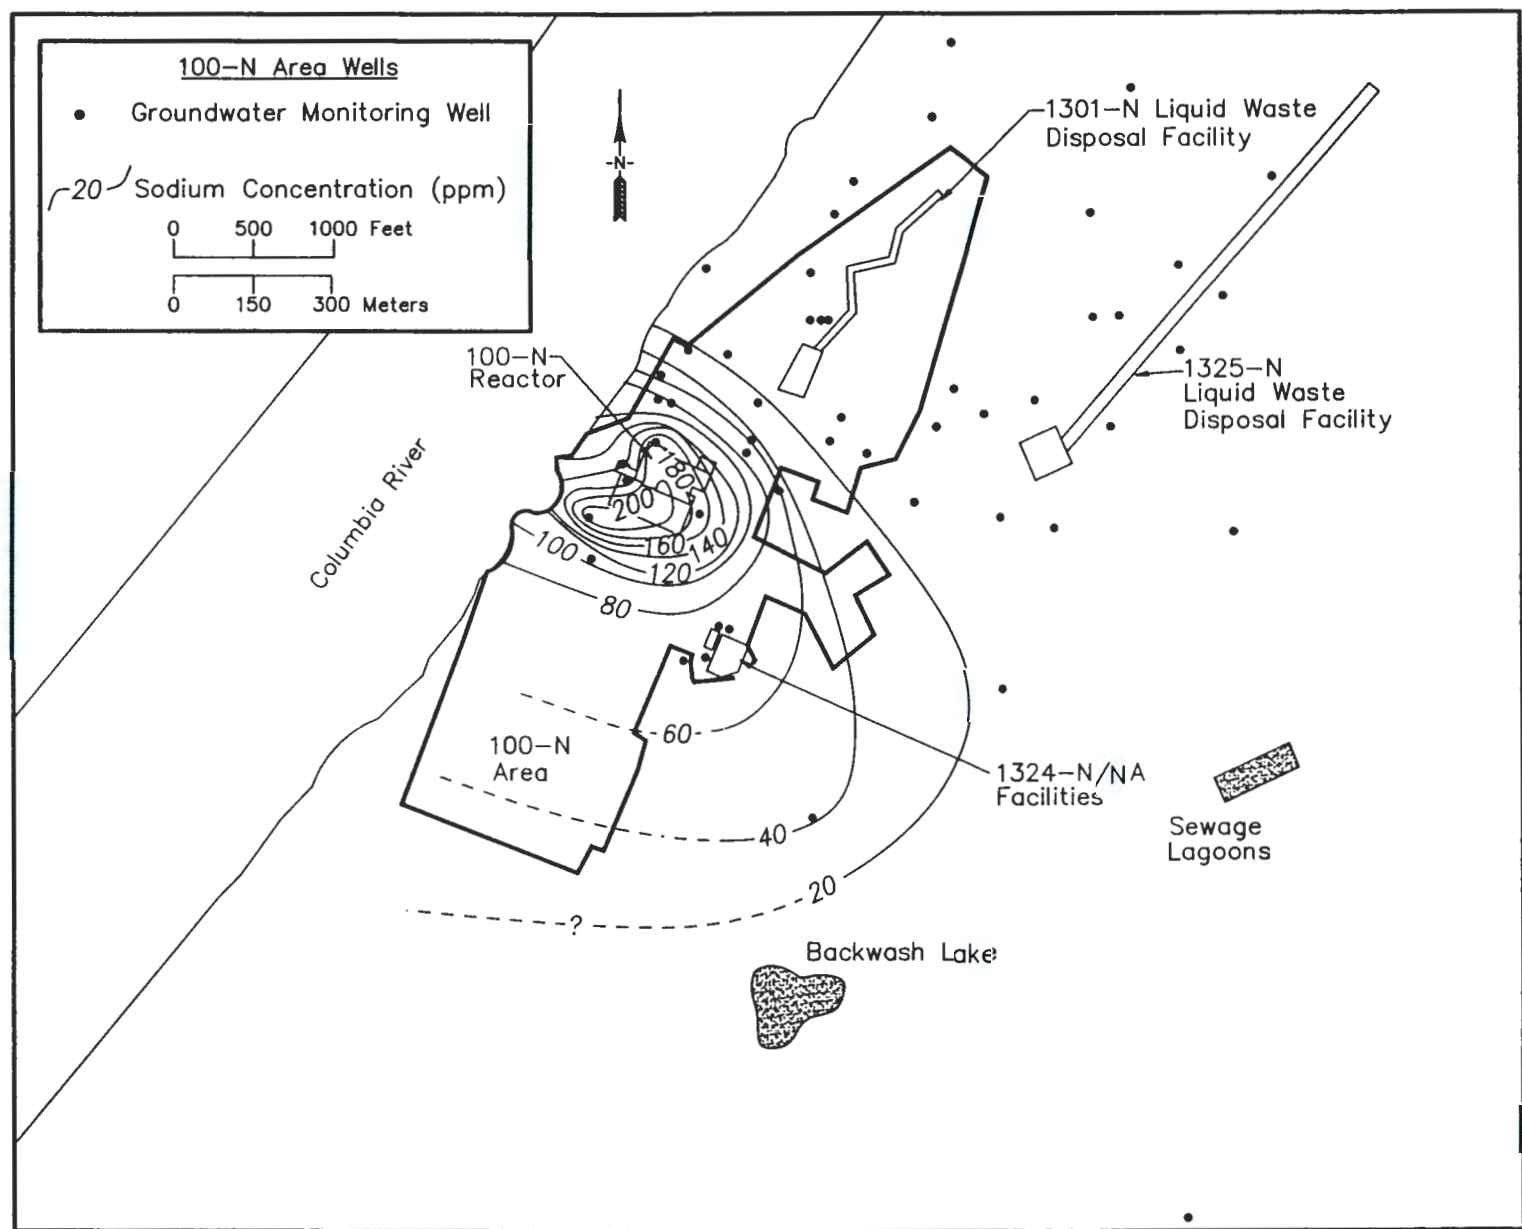 100-N Area Wells
Groundwater Monitoring Well
20 Sodium Concentration (ppm)
0 500 1000 Feet
0 150 300 Meters
-N-
1301-N Liquid Waste
Disposal Facility
100-N
Reactor
1325-N
Liquid Waste
Disposal Facility
Columbia River
180
200
160
140
100
120
80
60
100-N
Area
1324-N/NA
Facilities
40
Sewage
Lagoons
20
?
Backwash Lake